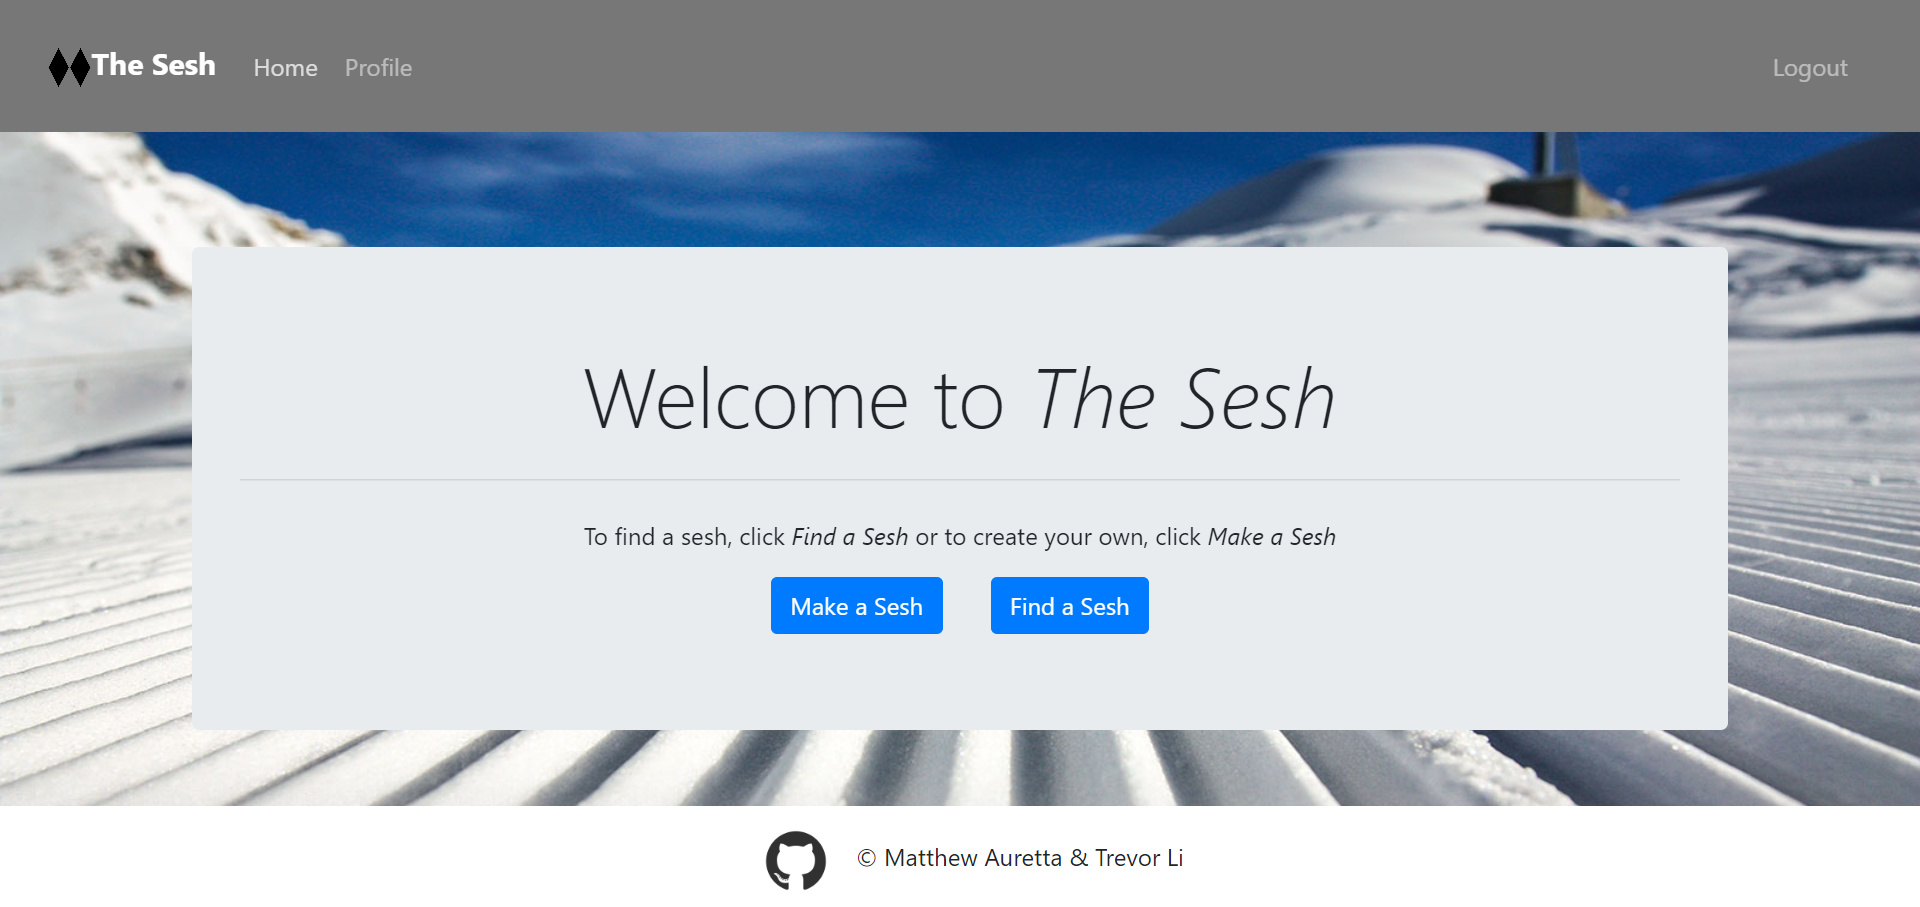 The Sesh Home Profile Logout
Welcome to The Sesh
To find a sesh, click Find a Sesh or to create your own, click Make a Sesh
Make a Sesh Find a Sesh
© Matthew Auretta & Trevor Li